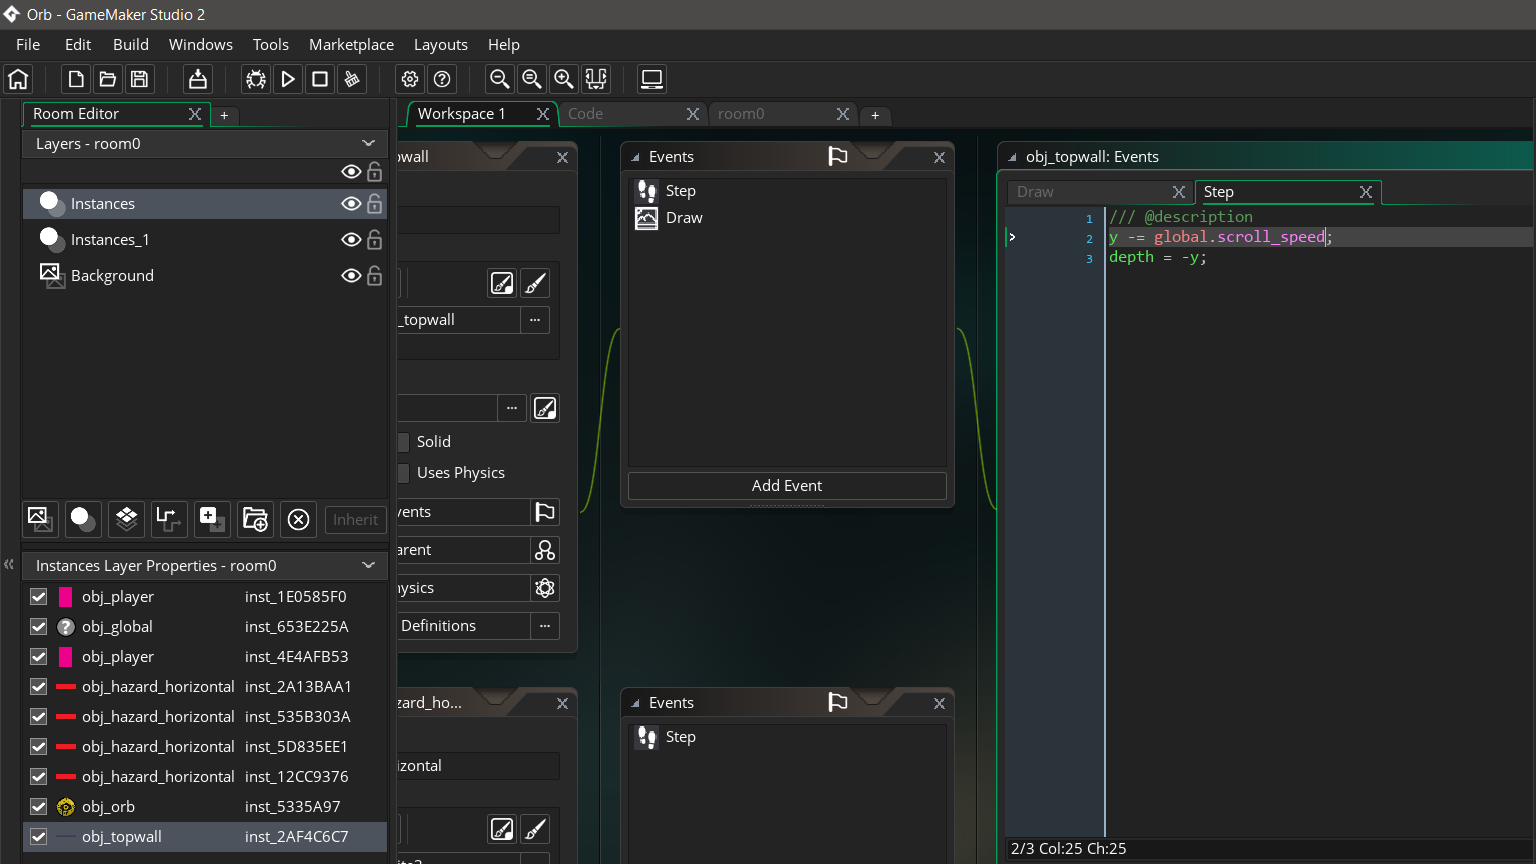 Orb - GameMaker Studio 2
File Edit Build Windows Tools Marketplace Layouts Help
Room Editor X +
Workspace 1 X Code X room0 X +
Layers - room0
Instances
Instances_1
Background
Inherit
Instances Layer Properties - room0
obj_player inst_1E0585F0
? obj_global inst_653E225A
obj_player inst_4E4AFB53
obj_hazard_horizontal inst_2A13BAA1
obj_hazard_horizontal inst_535B303A
obj_hazard_horizontal inst_5D835EE1
obj_hazard_horizontal inst_12CC9376
obj_orb inst_5335A97
obj_topwall inst_2AF4C6C7
pwall
_topwall ...
...
Solid
Uses Physics
vents
arent
hysics
Definitions ...
Events
Step
Draw
Add Event
zard_ho...
izontal
Events
Step
obj_topwall: Events
Draw X Step X
1 /// @description
2 y -= global.scroll_speed;
3 depth = -y;
2/3 Col:25 Ch:25